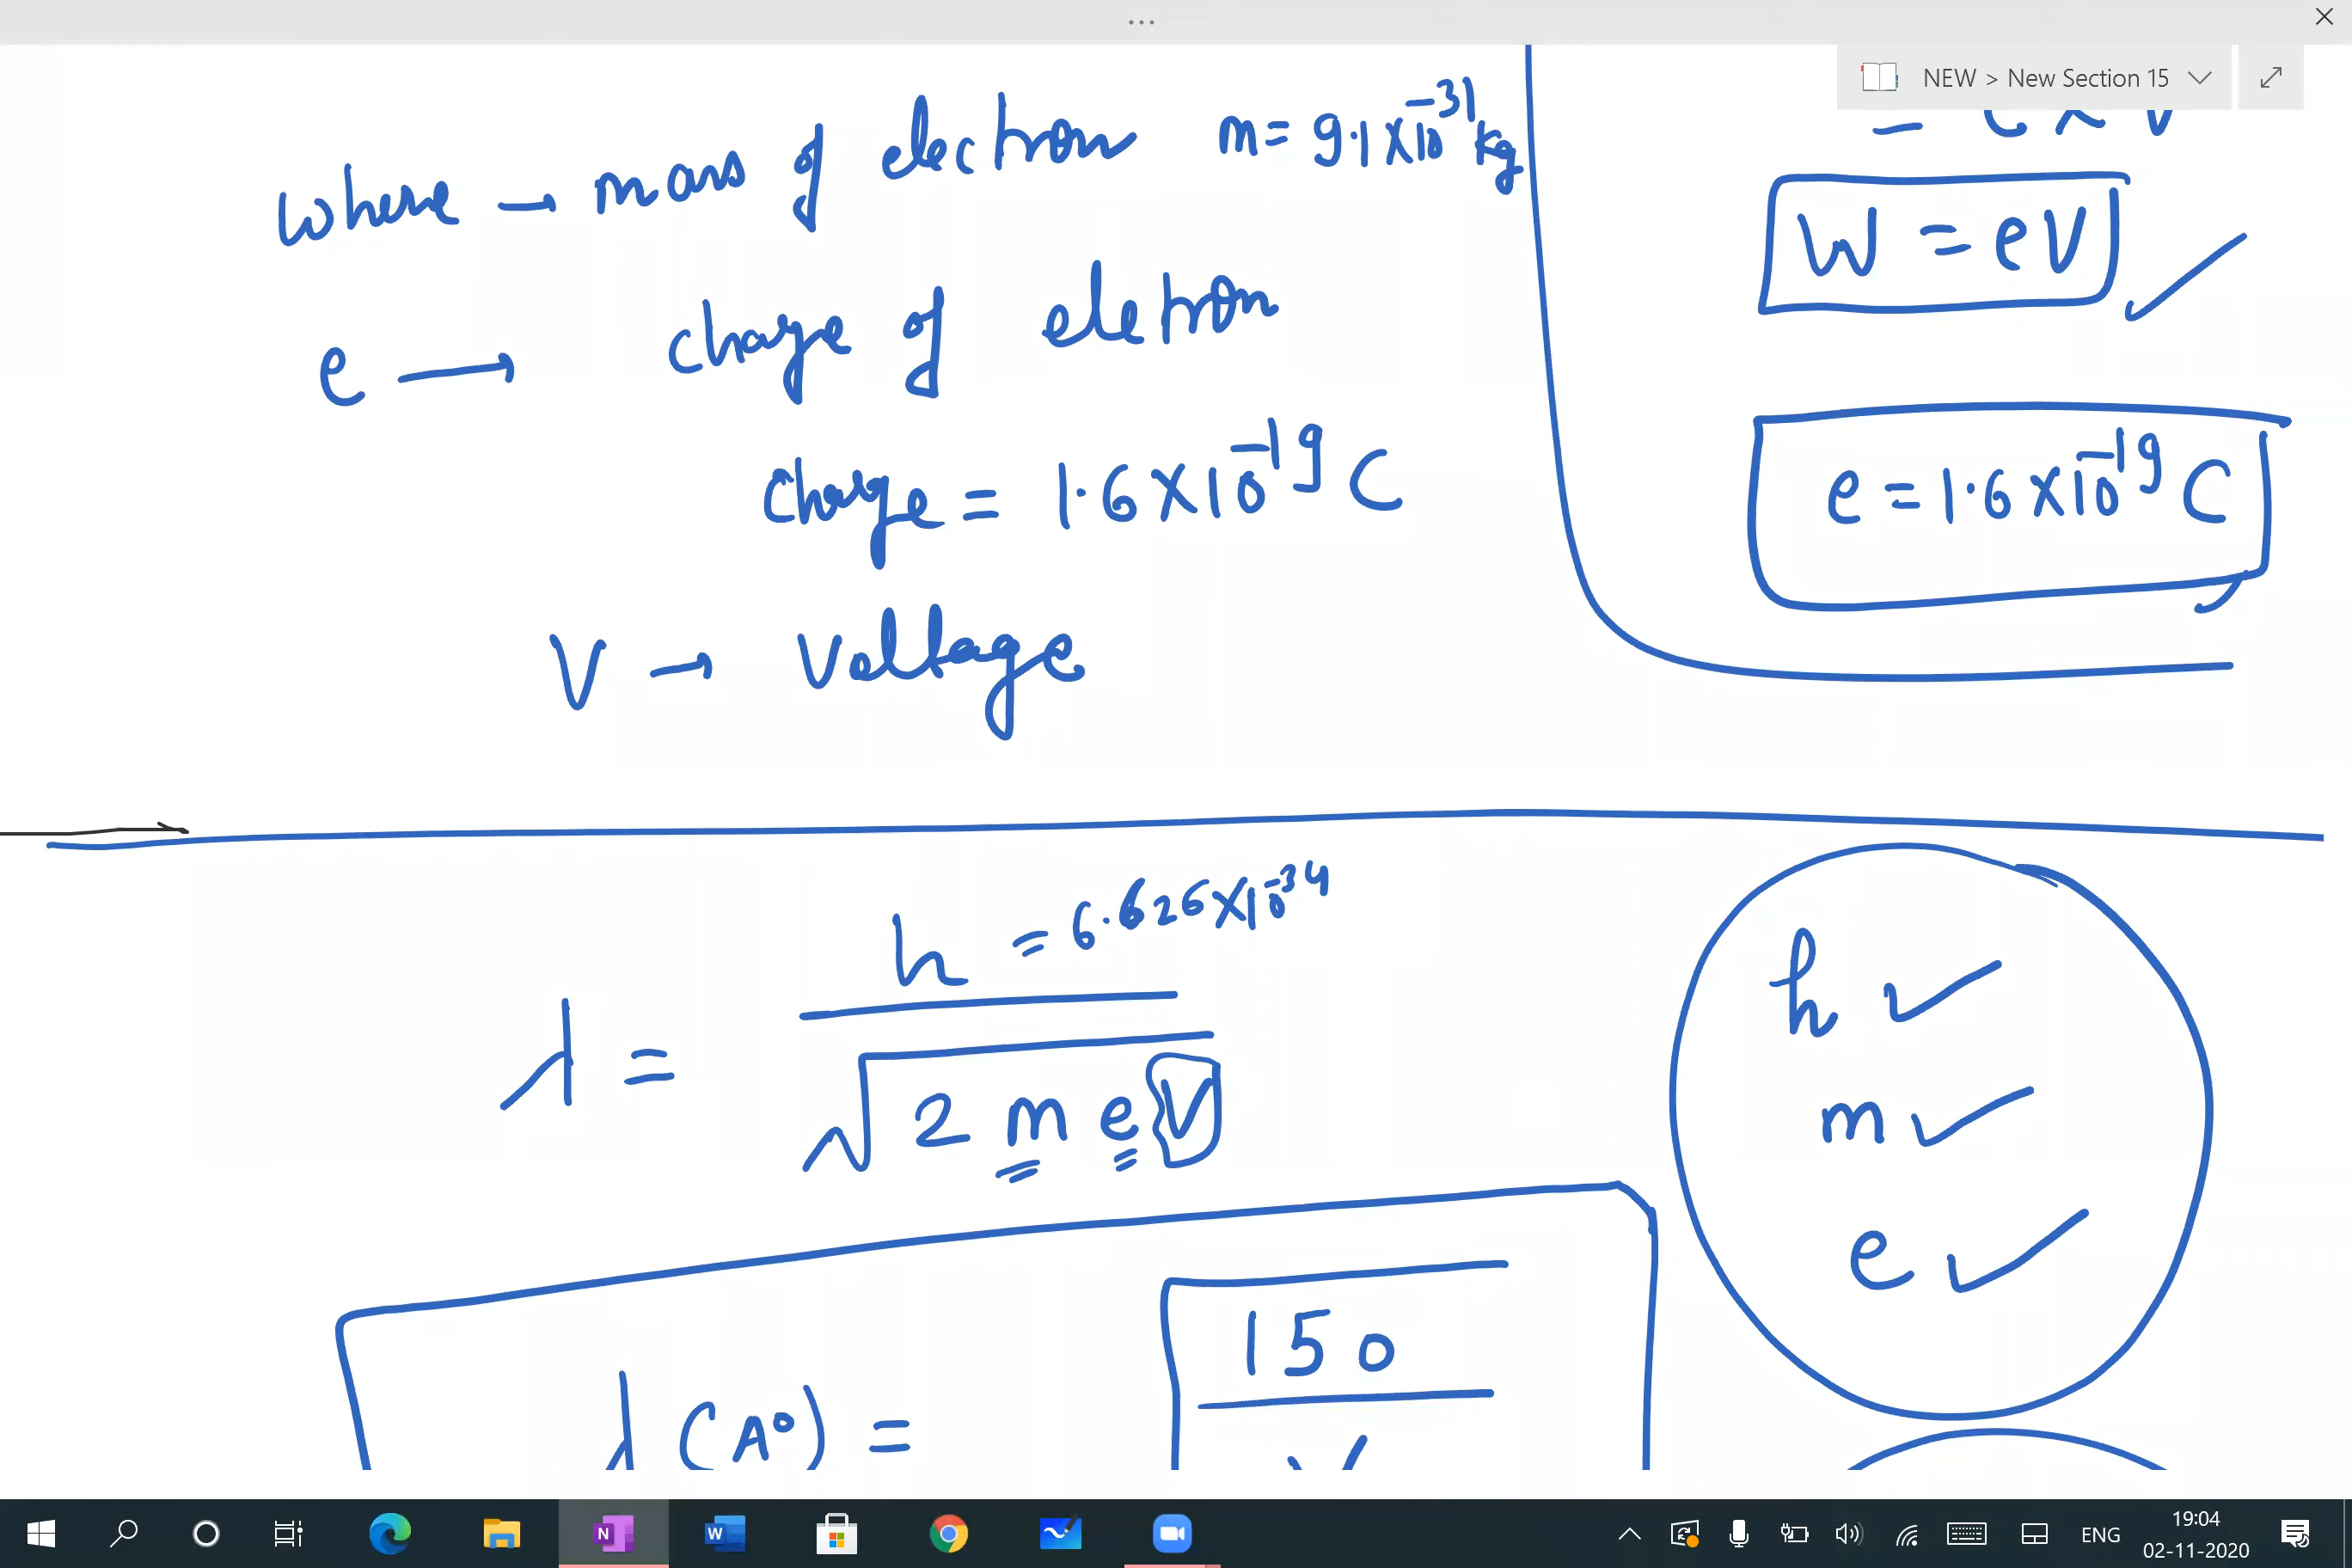 ...
NEW > New Section 15
where → mass of electron m = 9.1 × 10⁻³¹ kg
e → charge of eletron
charge = 1.6 × 10⁻¹⁹ C
V → Voltage
W = eV
e = 1.6 × 10⁻¹⁹ C
λ = h = 6.626 × 10⁻³⁴
√2meV
h ✓
m ✓
e ✓
λ (A°) = √150
W
ENG
19:04
02-11-2020